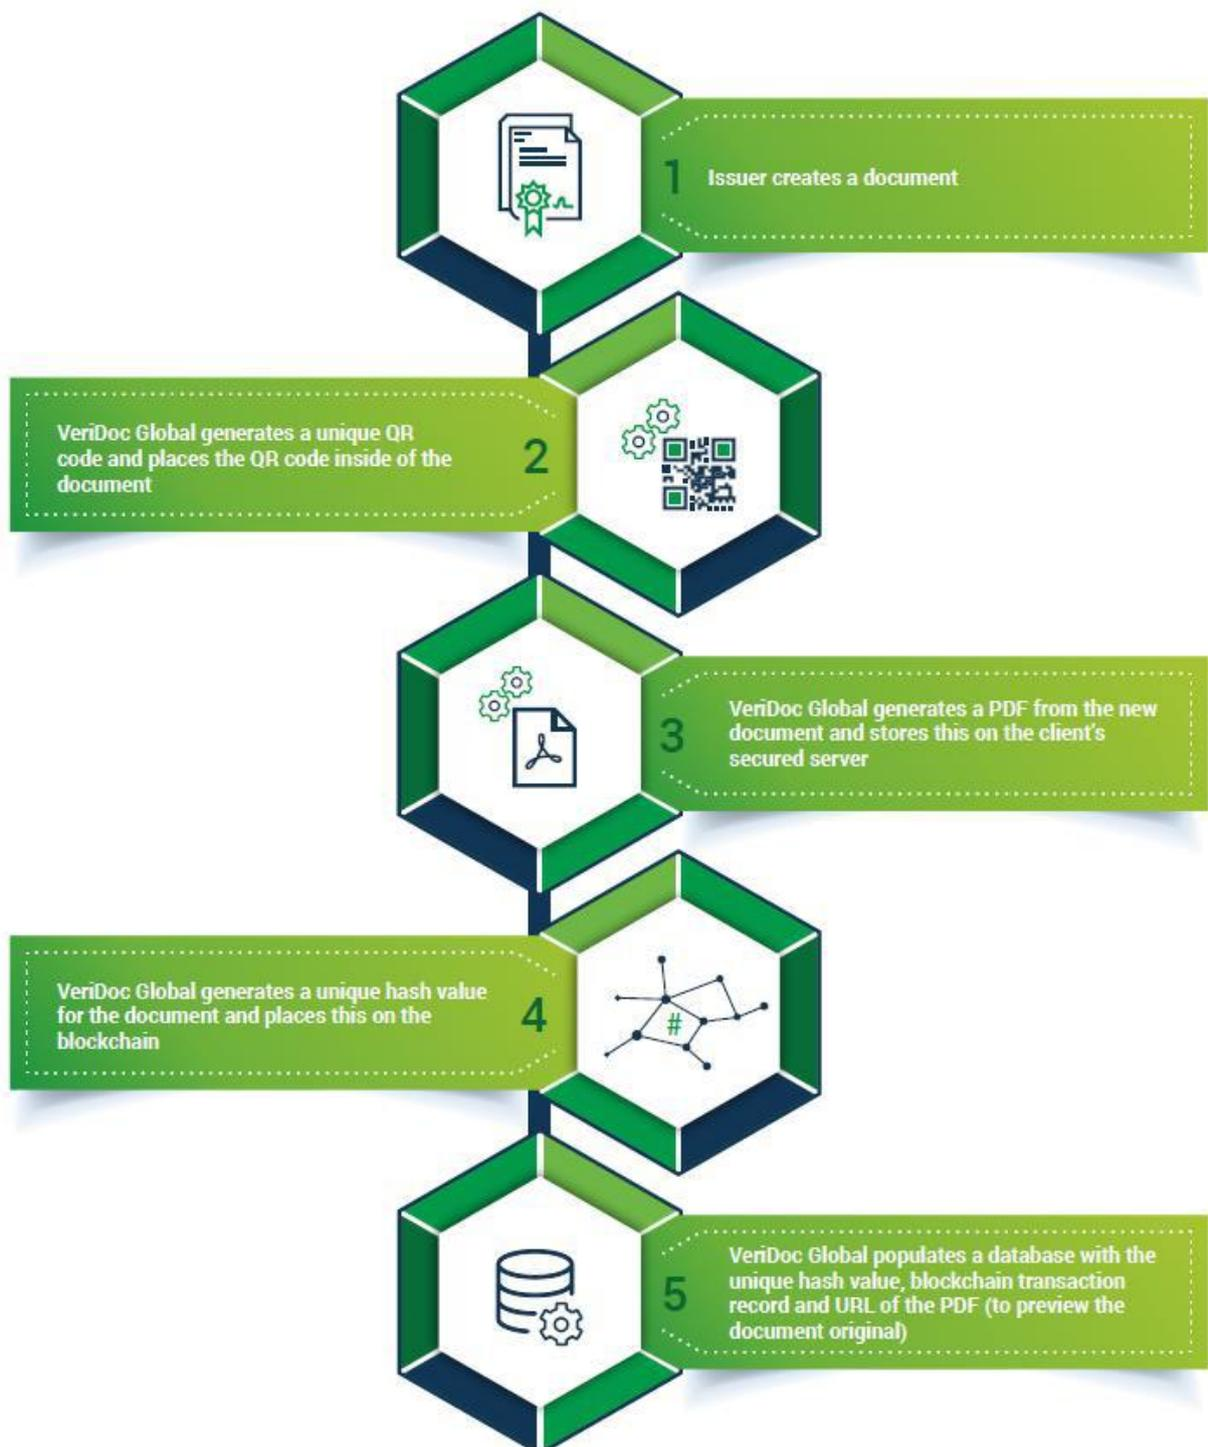 1
Issuer creates a document
VeriDoc Global generates a unique QR
code and places the QR code inside of the
document
2
3
VeriDoc Global generates a PDF from the new
document and stores this on the client's
secured server
VeriDoc Global generates a unique hash value
for the document and places this on the
blockchain
4
#
5
VeriDoc Global populates a database with the
unique hash value, blockchain transaction
record and URL of the PDF (to preview the
document original)